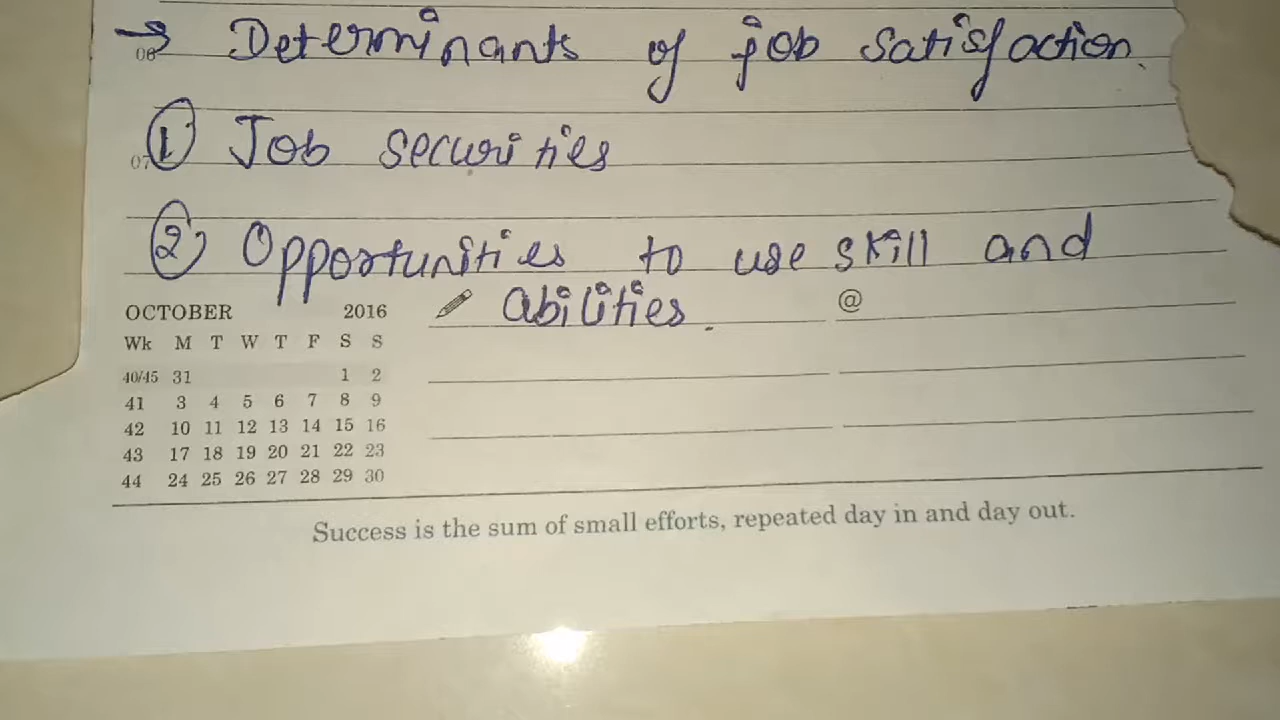 → Determinants of job satisfaction.
06
① Job securities
07
② Opportunities to use skill and
abilities.
@
OCTOBER 2016
Wk M T W T F S S
40/45 31 1 2
41 3 4 5 6 7 8 9
42 10 11 12 13 14 15 16
43 17 18 19 20 21 22 23
44 24 25 26 27 28 29 30
Success is the sum of small efforts, repeated day in and day out.